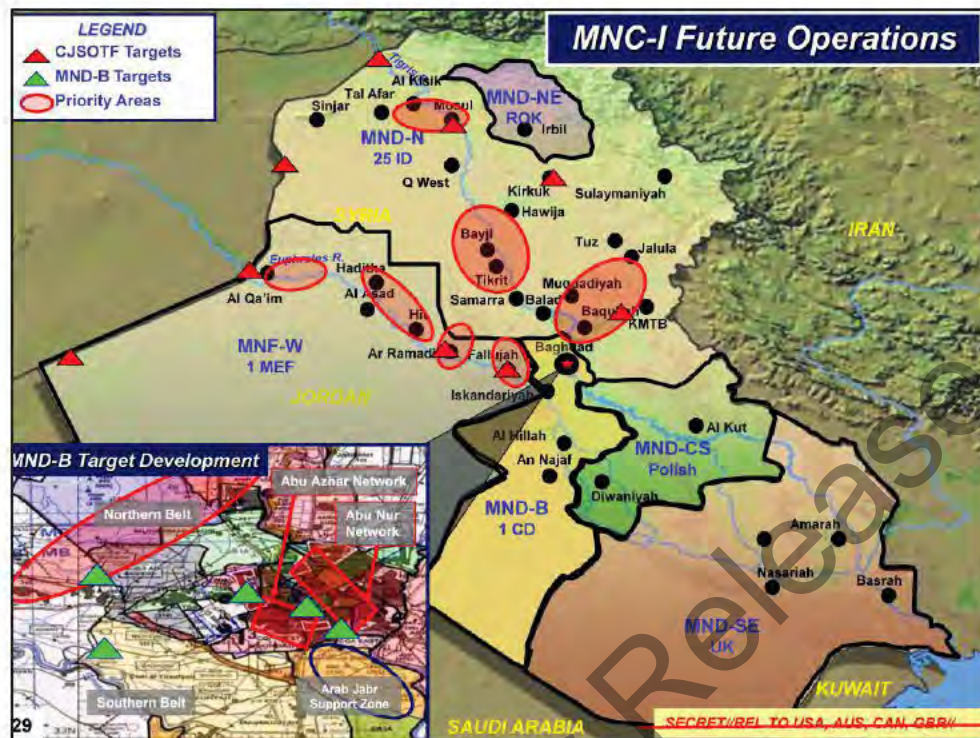 LEGEND
CJSOTF Targets
MND-B Targets
Priority Areas
MNC-I Future Operations
Tigris
Al Kisik
Tal Afar
Mosul
Sinjar
MND-NE
ROK
Irbil
MND-N
25 ID
Q West
Kirkuk
Sulaymaniyah
Hawija
SYRIA
IRAN
Bayji
Tuz
Jalula
Euphrates R.
Haditha
Tikrit
Muqdadiyah
Al Qa'im
Al Asad
Samarra
Balad
Hit
Baqubah
KMTB
MNF-W
1 MEF
Ar Ramadi
Fallujah
Baghdad
JORDAN
Iskandariyah
Al Hillah
Al Kut
MND-CS
Polish
An Najaf
Diwaniyah
MND-B
1 CD
Amarah
Nasariah
Basrah
MND-SE
UK
KUWAIT
SAUDI ARABIA
MND-B Target Development
Abu Azhar Network
Northern Belt
Abu Nur
Network
Southern Belt
Arab Jabr
Support Zone
29
SECRET//REL TO USA, AUS, CAN, GBR//
Release